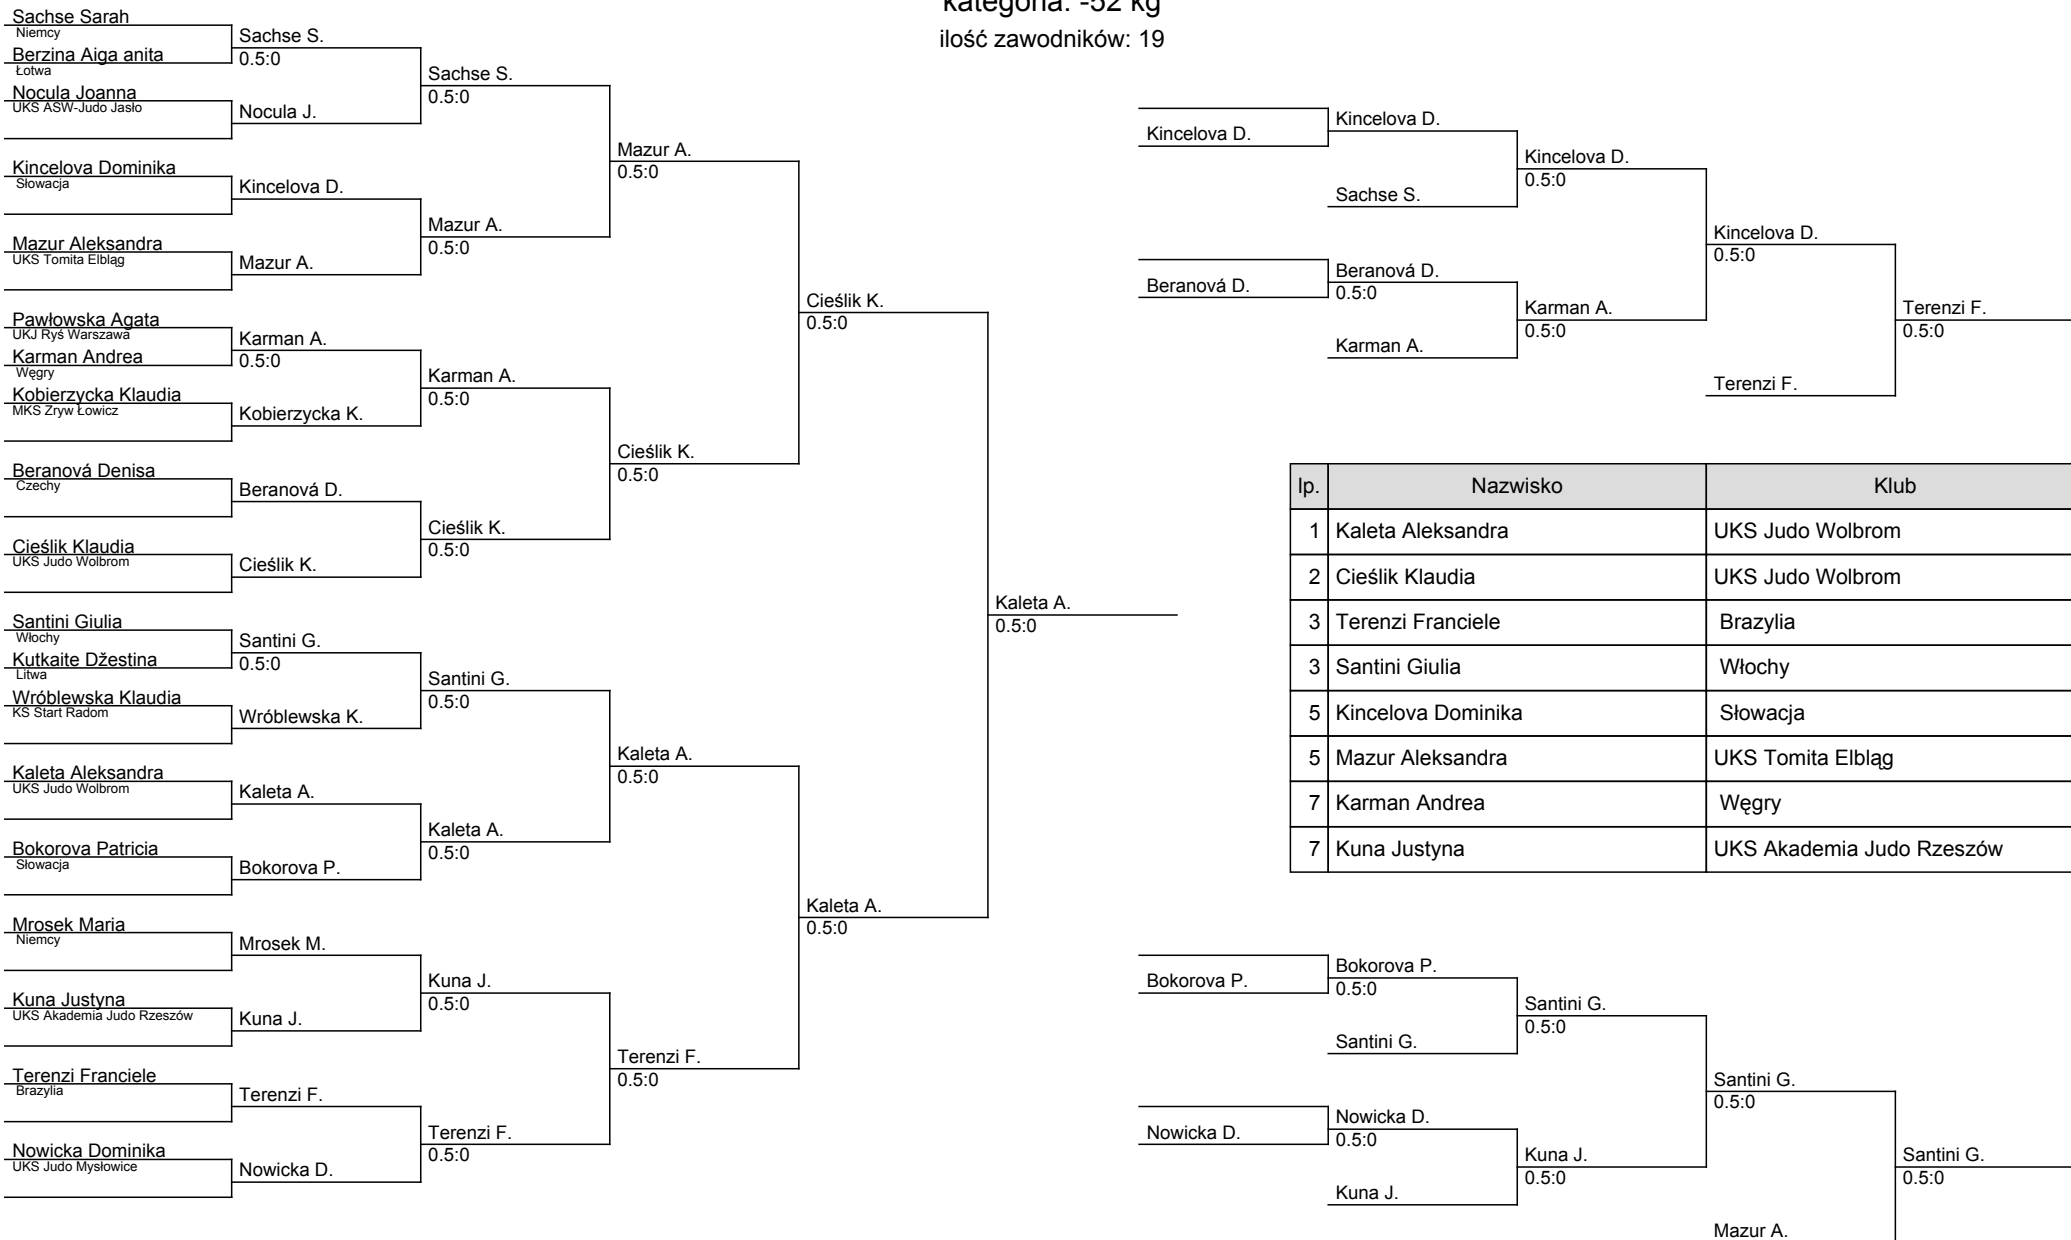 kategoria: -52 kg
ilość zawodników: 19
Sachse Sarah
Niemcy
Berzina Aiga anita
Łotwa
Nocula Joanna
UKS ASW-Judo Jasło
Kincelova Dominika
Słowacja
Mazur Aleksandra
UKS Tomita Elbląg
Pawłowska Agata
UKJ Ryś Warszawa
Karman Andrea
Węgry
Kobierzycka Klaudia
MKS Zryw Łowicz
Beranová Denisa
Czechy
Cieślik Klaudia
UKS Judo Wolbrom
Santini Giulia
Włochy
Kutkaite Džestina
Litwa
Wróblewska Klaudia
KS Start Radom
Kaleta Aleksandra
UKS Judo Wolbrom
Bokorova Patricia
Słowacja
Mrosek Maria
Niemcy
Kuna Justyna
UKS Akademia Judo Rzeszów
Terenzi Franciele
Brazylia
Nowicka Dominika
UKS Judo Mysłowice
Sachse S.
0.5:0
Nocula J.
Kincelova D.
Mazur A.
Karman A.
0.5:0
Kobierzycka K.
Beranová D.
Cieślik K.
Santini G.
0.5:0
Wróblewska K.
Kaleta A.
Bokorova P.
Mrosek M.
Kuna J.
Terenzi F.
Nowicka D.
Sachse S.
0.5:0
Mazur A.
0.5:0
Karman A.
0.5:0
Cieślik K.
0.5:0
Santini G.
0.5:0
Kaleta A.
0.5:0
Kuna J.
0.5:0
Terenzi F.
0.5:0
Mazur A.
0.5:0
Cieślik K.
0.5:0
Kaleta A.
0.5:0
Terenzi F.
0.5:0
Cieślik K.
0.5:0
Kaleta A.
0.5:0
Kaleta A.
0.5:0
Kincelova D.
Beranová D.
Kincelova D.
Sachse S.
Beranová D.
0.5:0
Karman A.
Kincelova D.
0.5:0
Karman A.
0.5:0
Kincelova D.
0.5:0
Terenzi F.
Terenzi F.
0.5:0
lp. Nazwisko Klub
1 Kaleta Aleksandra UKS Judo Wolbrom
2 Cieślik Klaudia UKS Judo Wolbrom
3 Terenzi Franciele Brazylia
3 Santini Giulia Włochy
5 Kincelova Dominika Słowacja
5 Mazur Aleksandra UKS Tomita Elbląg
7 Karman Andrea Węgry
7 Kuna Justyna UKS Akademia Judo Rzeszów
Bokorova P.
Nowicka D.
Bokorova P.
0.5:0
Santini G.
Nowicka D.
0.5:0
Kuna J.
Santini G.
0.5:0
Kuna J.
0.5:0
Santini G.
0.5:0
Mazur A.
Santini G.
0.5:0